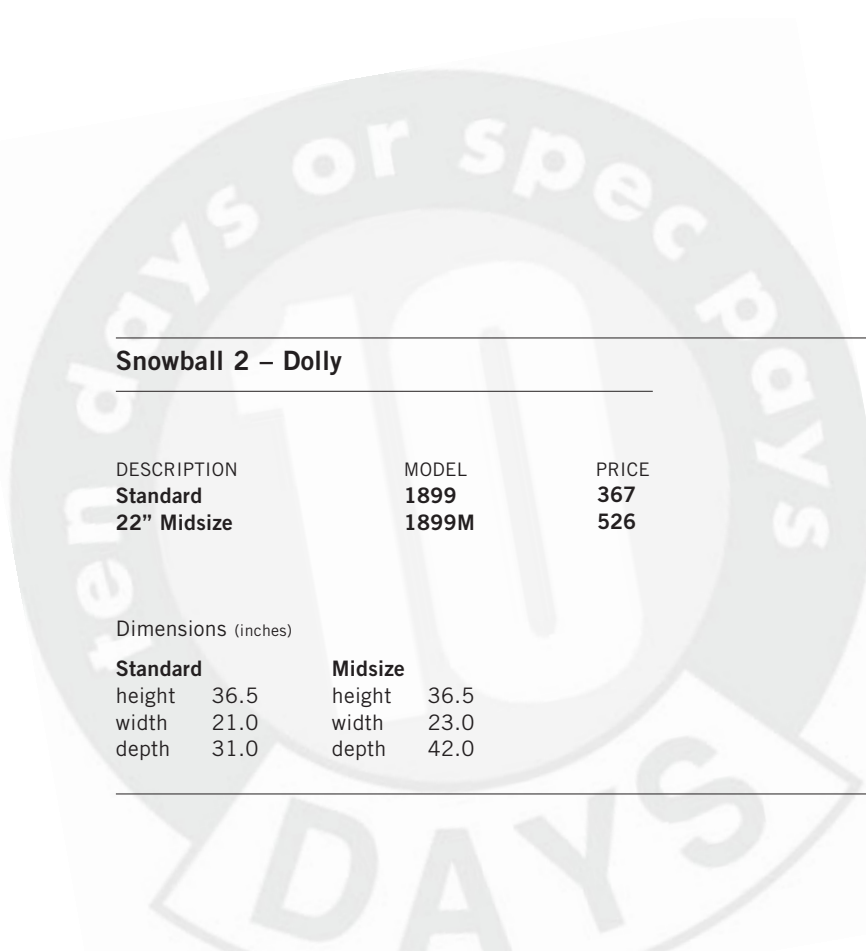 ten days or spec pays
10
DAYS
Snowball 2 – Dolly
DESCRIPTION MODEL PRICE
Standard 1899 367
22” Midsize 1899M 526
Dimensions (inches)
Standard Midsize
height 36.5 height 36.5
width 21.0 width 23.0
depth 31.0 depth 42.0